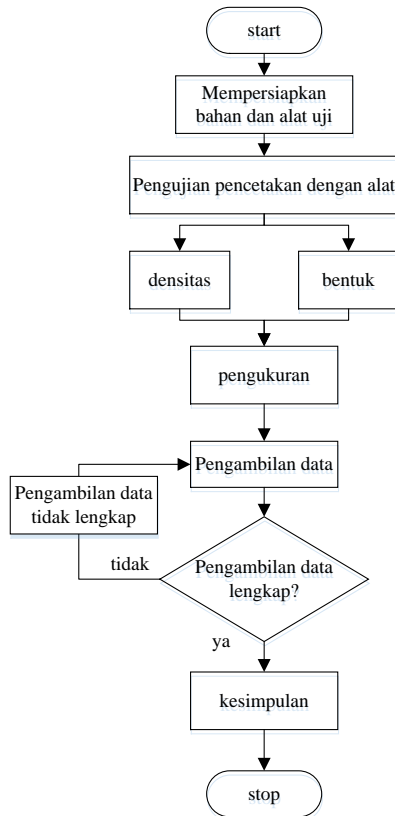 start
Mempersiapkan
bahan dan alat uji
Pengujian pencetakan dengan alat
densitas
bentuk
pengukuran
Pengambilan data
Pengambilan data
tidak lengkap
tidak
Pengambilan data
lengkap?
ya
kesimpulan
stop